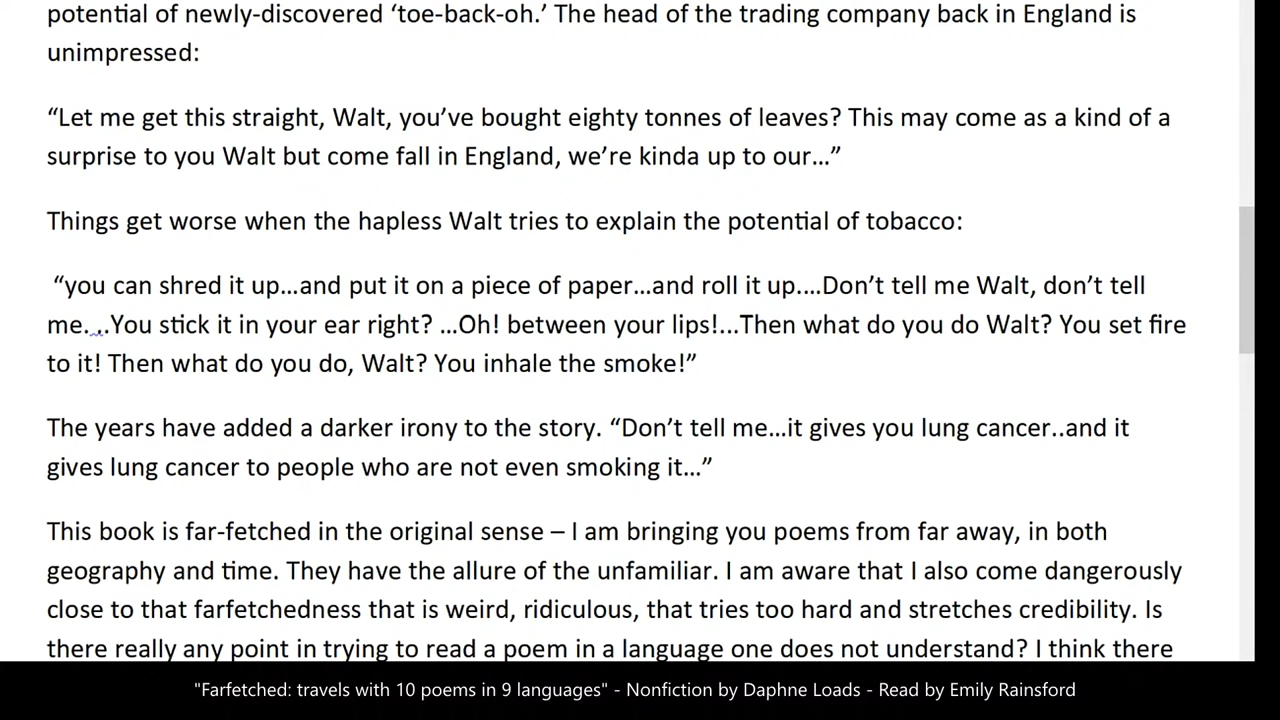 potential of newly-discovered ‘toe-back-oh.’ The head of the trading company back in England is
unimpressed:
“Let me get this straight, Walt, you’ve bought eighty tonnes of leaves? This may come as a kind of a
surprise to you Walt but come fall in England, we’re kinda up to our…”
Things get worse when the hapless Walt tries to explain the potential of tobacco:
“you can shred it up…and put it on a piece of paper…and roll it up....Don’t tell me Walt, don’t tell
me. ..You stick it in your ear right? …Oh! between your lips!...Then what do you do Walt? You set fire
to it! Then what do you do, Walt? You inhale the smoke!”
The years have added a darker irony to the story. “Don’t tell me…it gives you lung cancer..and it
gives lung cancer to people who are not even smoking it…”
This book is far-fetched in the original sense – I am bringing you poems from far away, in both
geography and time. They have the allure of the unfamiliar. I am aware that I also come dangerously
close to that farfetchedness that is weird, ridiculous, that tries too hard and stretches credibility. Is
there really any point in trying to read a poem in a language one does not understand? I think there
"Farfetched: travels with 10 poems in 9 languages" - Nonfiction by Daphne Loads - Read by Emily Rainsford